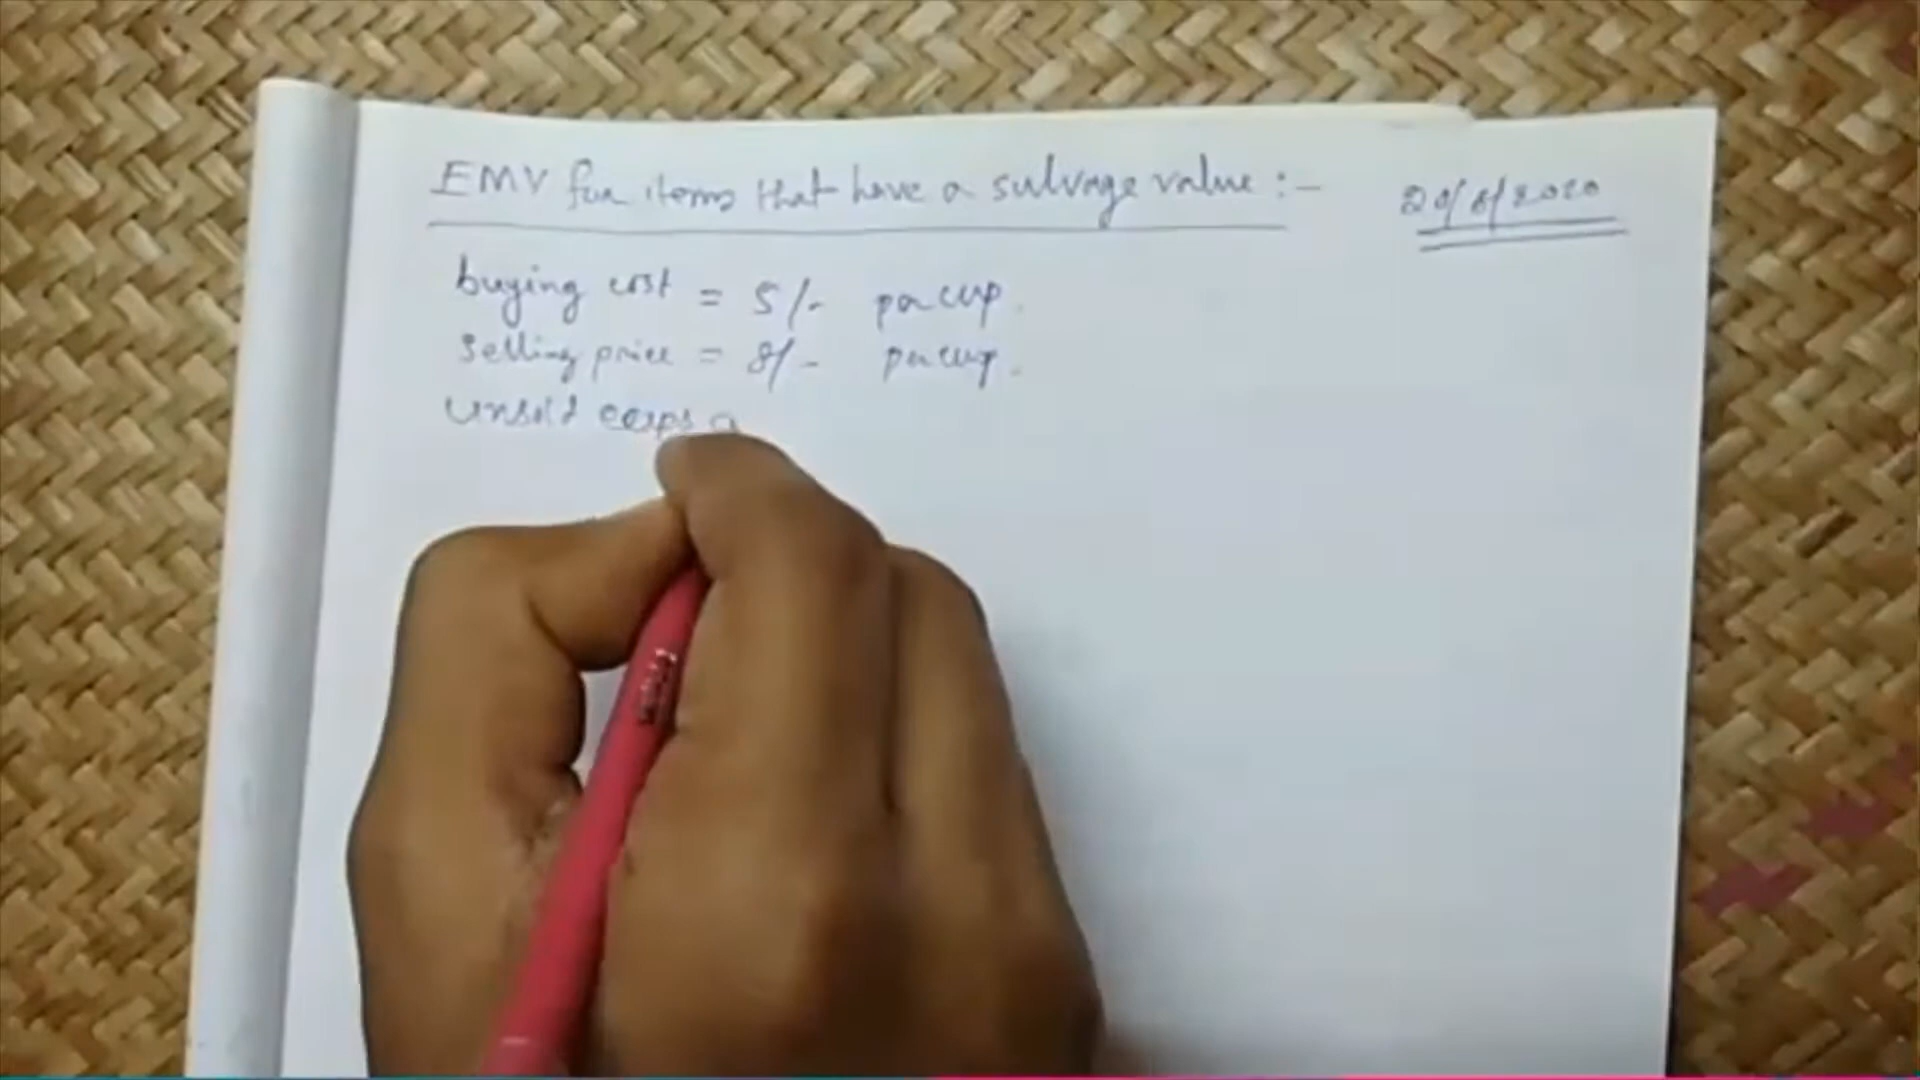 EMV for items that have a sulvage value :-
20/8/2020
buying cost = 5/- per cup.
Selling price = 8/- per cup.
Unsold cups a